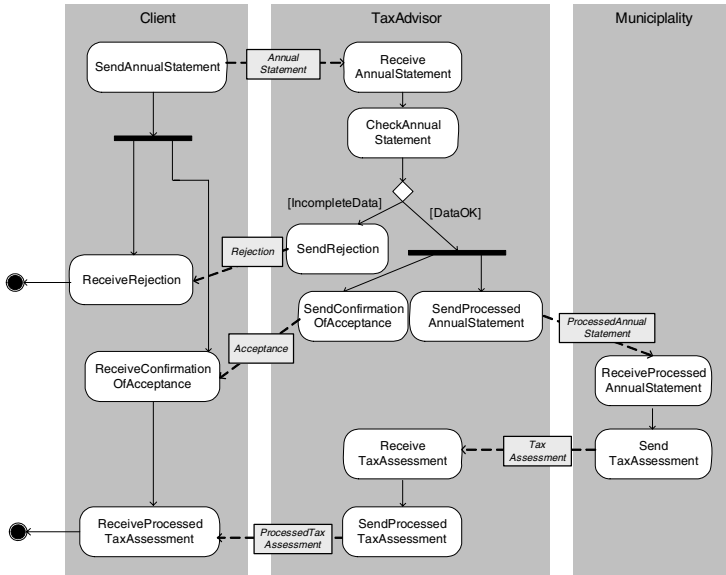 Client
TaxAdvisor
Municiplality
SendAnnualStatement
Annual
Statement
Receive
AnnualStatement
CheckAnnual
Statement
[IncompleteData]
[DataOK]
Rejection
SendRejection
ReceiveRejection
SendConfirmation
OfAcceptance
SendProcessed
AnnualStatement
ProcessedAnnual
Statement
Acceptance
ReceiveConfirmation
OfAcceptance
ReceiveProcessed
AnnualStatement
Receive
TaxAssessment
Tax
Assessment
Send
TaxAssessment
ReceiveProcessed
TaxAssessment
ProcessedTax
Assessment
SendProcessed
TaxAssessment